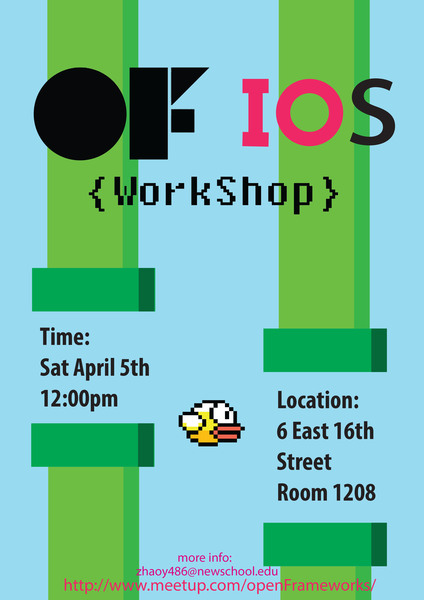 OF IOS
{WorkShop}
Time:
Sat April 5th
12:00pm
Location:
6 East 16th
Street
Room 1208
more info:
zhaoy486@newschool.edu
http://www.meetup.com/openFrameworks/